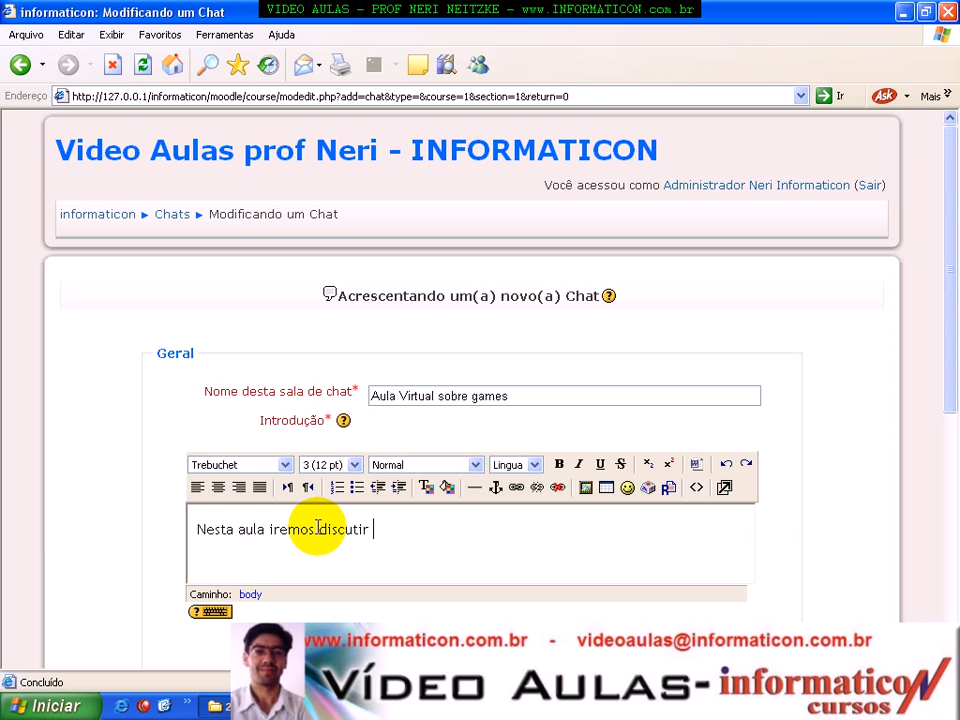 informaticon: Modificando um Chat
VIDEO AULAS - PROF NERI NEITZKE - www.INFORMATICON.com.br
Arquivo Editar Exibir Favoritos Ferramentas Ajuda
Endereço http://127.0.0.1/informaticon/moodle/course/modedit.php?add=chat&type=&course=1&section=1&return=0 Ir Ask Mais
Video Aulas prof Neri - INFORMATICON
Você acessou como Administrador Neri Informaticon (Sair)
informaticon ► Chats ► Modificando um Chat
Acrescentando um(a) novo(a) Chat
Geral
Nome desta sala de chat* Aula Virtual sobre games
Introdução*
Trebuchet 3 (12 pt) Normal Lingua B I U S
Nesta aula iremos discutir
Caminho: body
www.informaticon.com.br - videoaulas@informaticon.com.br
VÍDEO AULAS- informaticon
cursos
Concluído
Iniciar 2